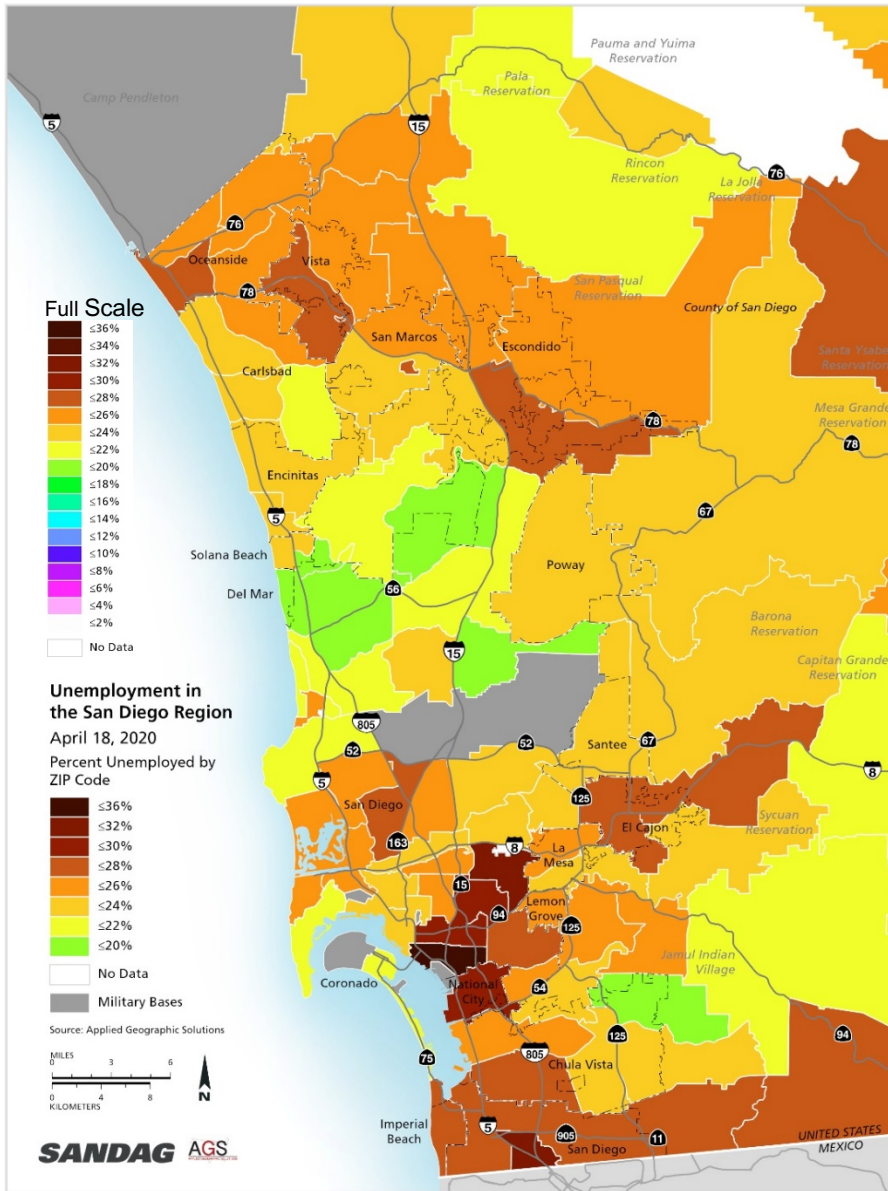 Pauma and Yuima
Reservation
Camp Pendleton
Pala
Reservation
5
15
Rincon
Reservation
76
La Jolla
Reservation
76
Oceanside
Vista
San Pasqual
Reservation
78
County of San Diego
San Marcos
Escondido
Santa Ysabel
Reservation
Carlsbad
Mesa Grande
Reservation
78
78
Encinitas
67
5
Solana Beach
Poway
Del Mar
56
Barona
Reservation
15
Capitan Grande
Reservation
805
52
52
Santee
67
8
5
San Diego
125
El Cajon
Sycuan
Reservation
163
8
La
Mesa
15
94
Lemon
Grove
125
Jamul Indian
Village
Coronado
National
City
54
125
94
75
805
Chula Vista
Imperial
Beach
5
905
San Diego
11
UNITED STATES
MEXICO
Full Scale
≤36%
≤34%
≤32%
≤30%
≤28%
≤26%
≤24%
≤22%
≤20%
≤18%
≤16%
≤14%
≤12%
≤10%
≤8%
≤6%
≤4%
≤2%
No Data
Unemployment in
the San Diego Region
April 18, 2020
Percent Unemployed by
ZIP Code
≤36%
≤32%
≤30%
≤28%
≤26%
≤24%
≤22%
≤20%
No Data
Military Bases
Source: Applied Geographic Solutions
MILES
0 3 6
0 4 8
KILOMETERS
N
SANDAG
AGS